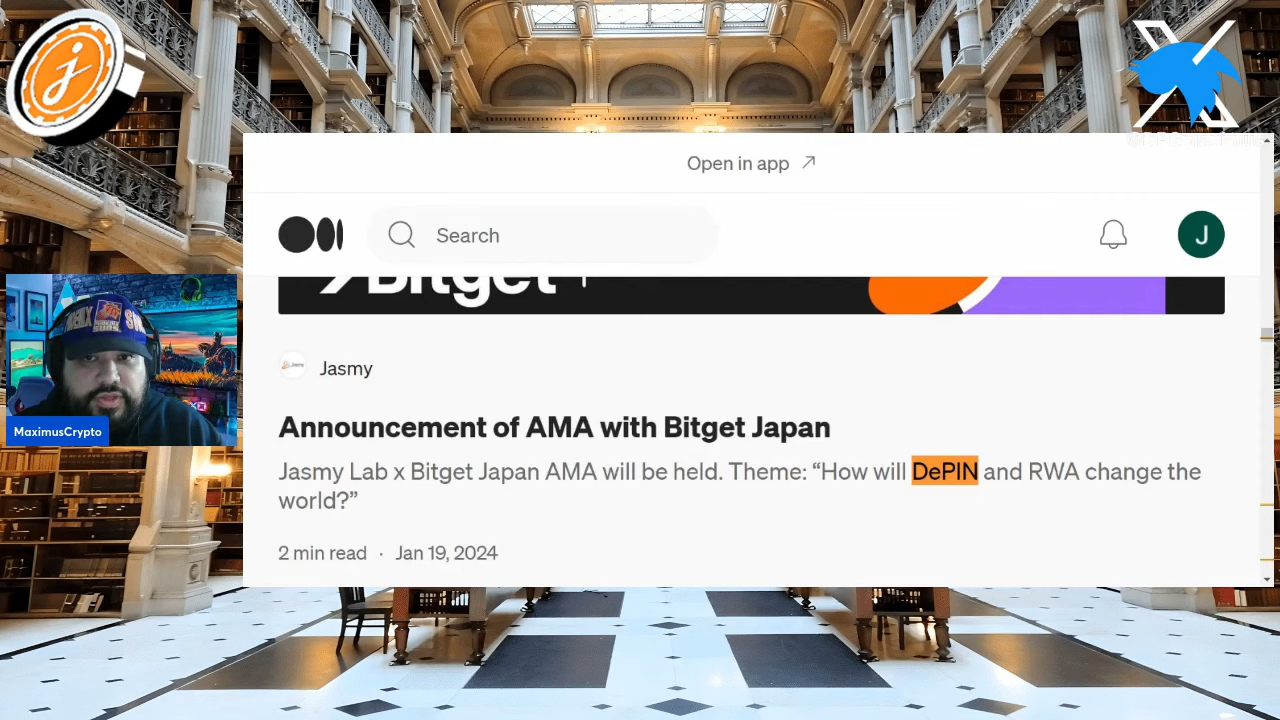 Open in app
Search
J
Bitget
Jasmy
Announcement of AMA with Bitget Japan
Jasmy Lab x Bitget Japan AMA will be held. Theme: “How will DePIN and RWA change the
world?”
2 min read · Jan 19, 2024
MaximusCrypto